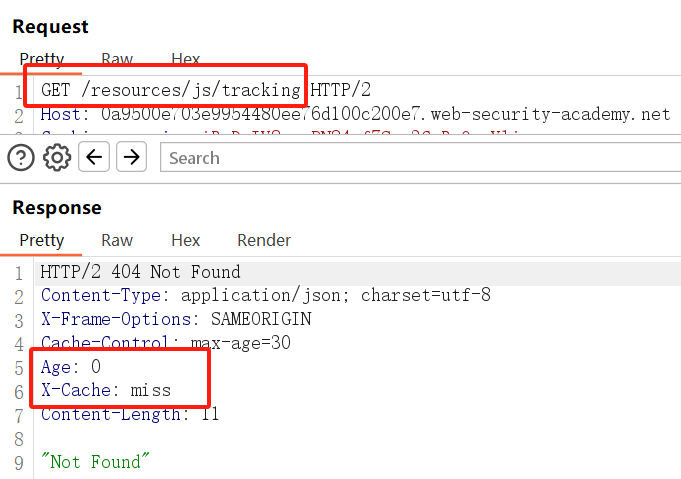 Request
Pretty Raw Hex
1 GET /resources/js/tracking HTTP/2
2 Host: 0a9500e703e9954480ee76d100c200e7.web-security-academy.net
Search
Response
Pretty Raw Hex Render
1 HTTP/2 404 Not Found
2 Content-Type: application/json; charset=utf-8
3 X-Frame-Options: SAMEORIGIN
4 Cache-Control: max-age=30
5 Age: 0
6 X-Cache: miss
7 Content-Length: 11
8
9 "Not Found"